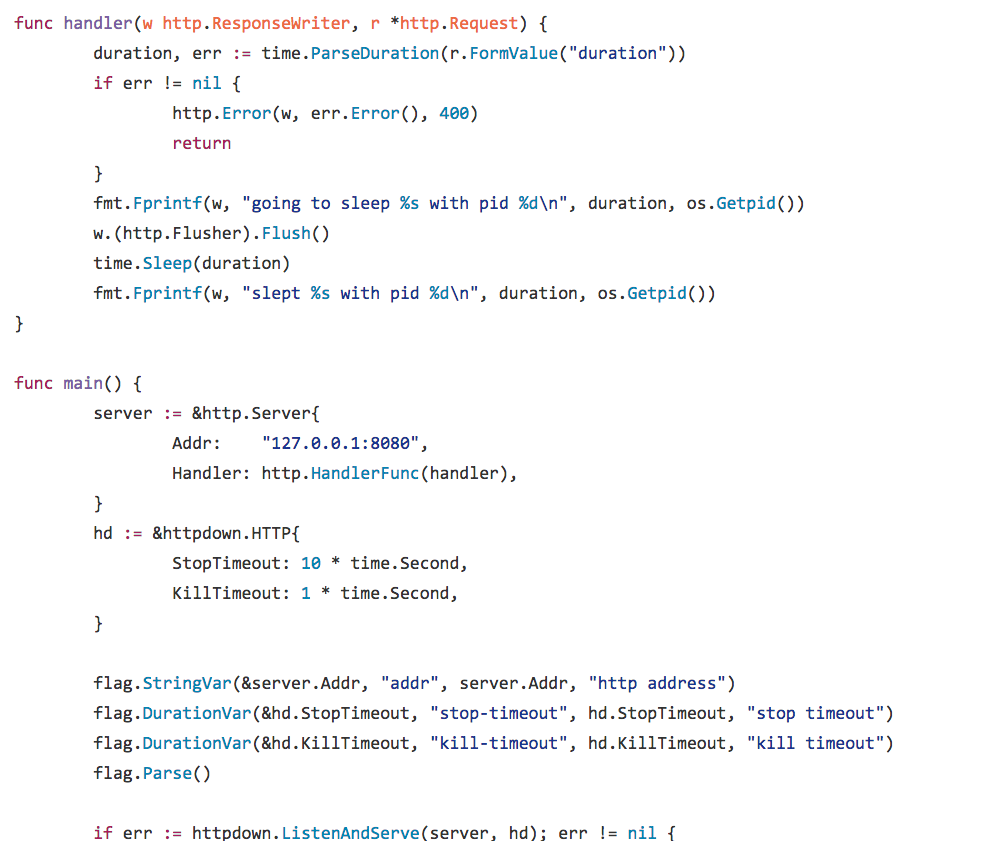 func handler(w http.ResponseWriter, r *http.Request) {
        duration, err := time.ParseDuration(r.FormValue("duration"))
        if err != nil {
                http.Error(w, err.Error(), 400)
                return
        }
        fmt.Fprintf(w, "going to sleep %s with pid %d\n", duration, os.Getpid())
        w.(http.Flusher).Flush()
        time.Sleep(duration)
        fmt.Fprintf(w, "slept %s with pid %d\n", duration, os.Getpid())
}

func main() {
        server := &http.Server{
                Addr:    "127.0.0.1:8080",
                Handler: http.HandlerFunc(handler),
        }
        hd := &httpdown.HTTP{
                StopTimeout: 10 * time.Second,
                KillTimeout: 1 * time.Second,
        }

        flag.StringVar(&server.Addr, "addr", server.Addr, "http address")
        flag.DurationVar(&hd.StopTimeout, "stop-timeout", hd.StopTimeout, "stop timeout")
        flag.DurationVar(&hd.KillTimeout, "kill-timeout", hd.KillTimeout, "kill timeout")
        flag.Parse()

        if err := httpdown.ListenAndServe(server, hd); err != nil {